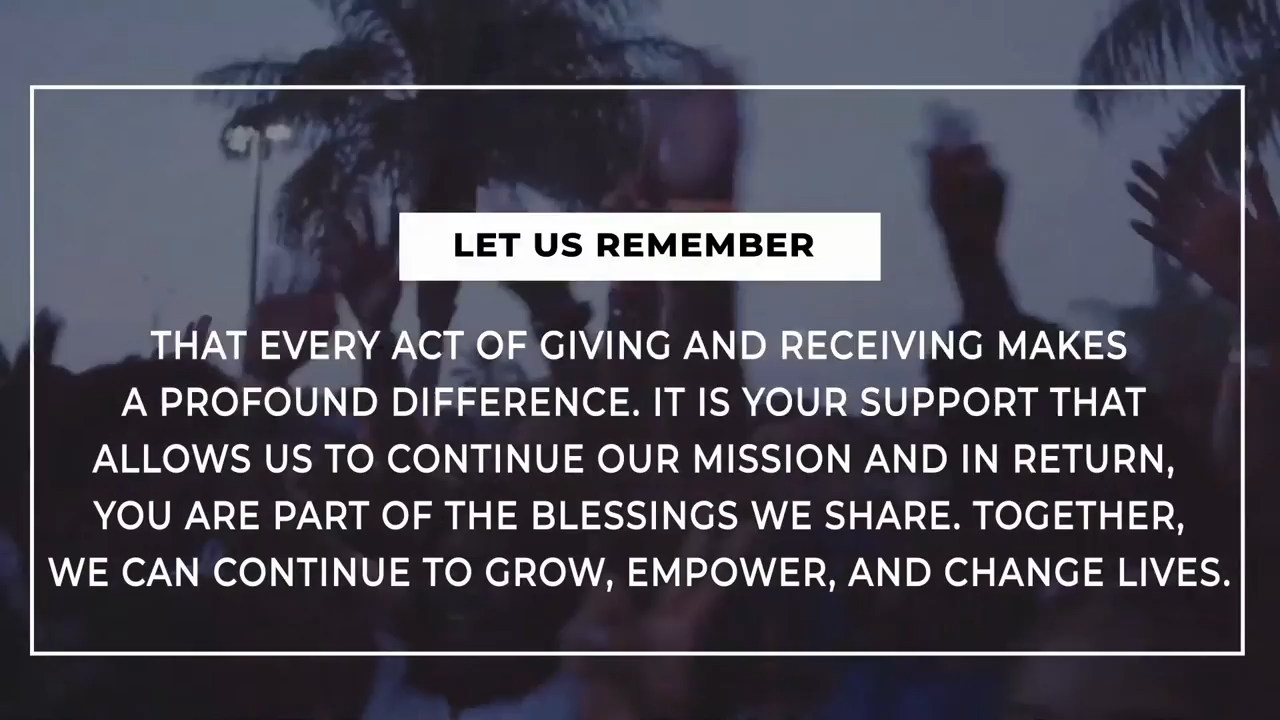 LET US REMEMBER
THAT EVERY ACT OF GIVING AND RECEIVING MAKES
A PROFOUND DIFFERENCE. IT IS YOUR SUPPORT THAT
ALLOWS US TO CONTINUE OUR MISSION AND IN RETURN,
YOU ARE PART OF THE BLESSINGS WE SHARE. TOGETHER,
WE CAN CONTINUE TO GROW, EMPOWER, AND CHANGE LIVES.